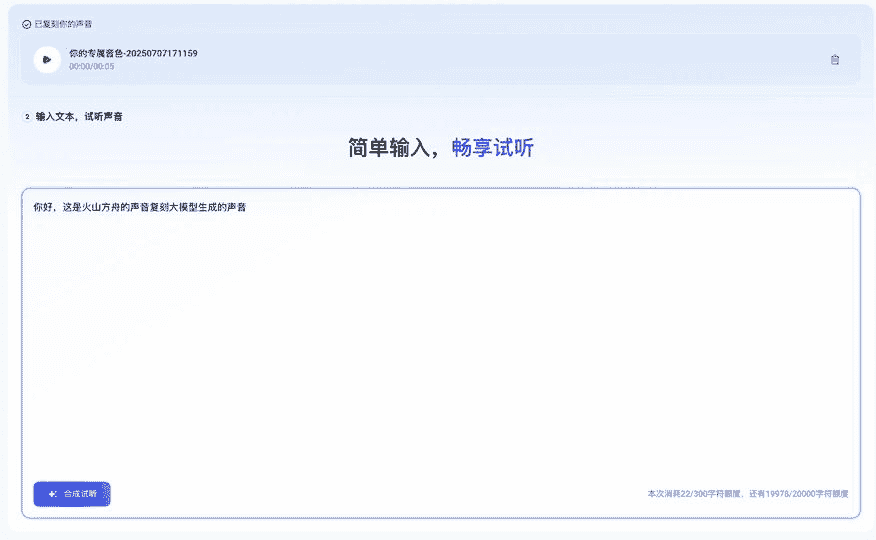 已复刻你的声音
你的专属音色-20250707171159
00:00/00:05
2 输入文本，试听声音
简单输入，畅享试听
你好，这是火山方舟的声音复刻大模型生成的声音
合成试听
本次消耗22/300字符额度，还有19978/20000字符额度